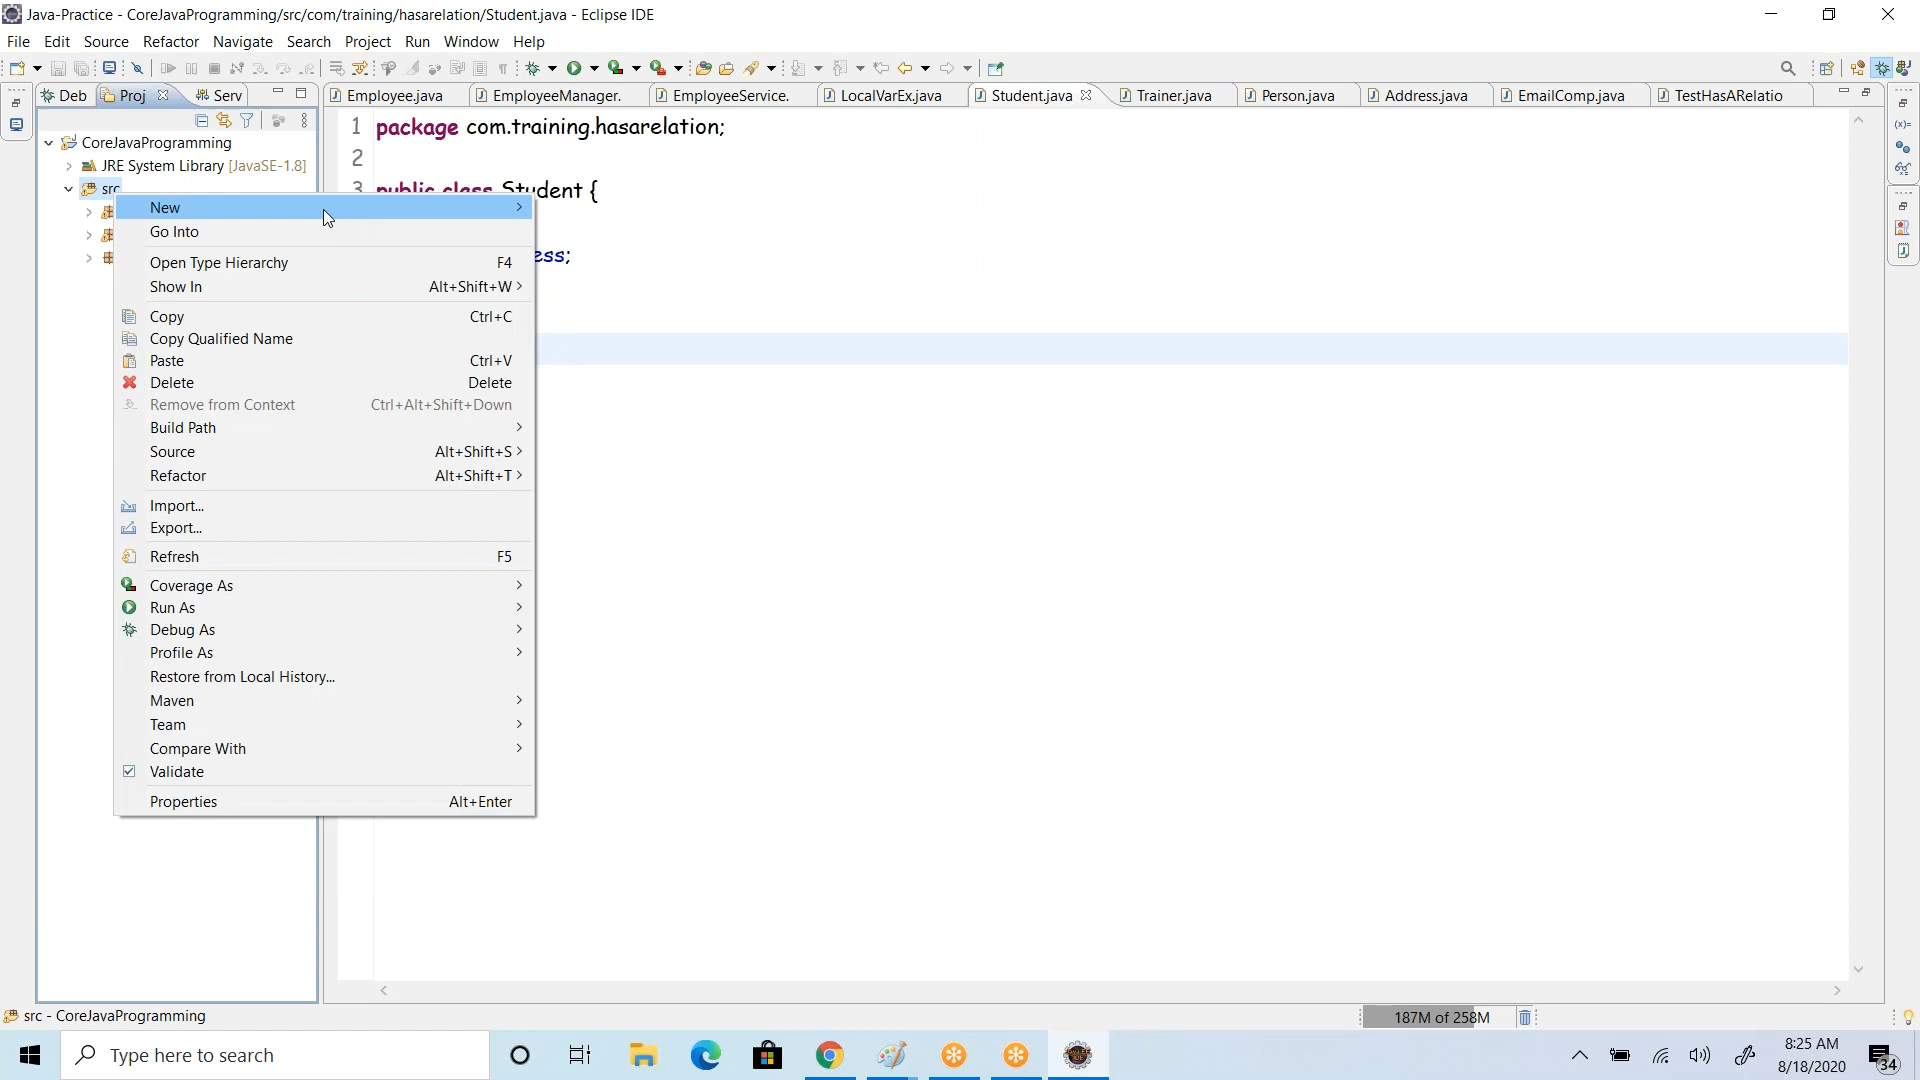 Java-Practice - CoreJavaProgramming/src/com/training/hasarelation/Student.java - Eclipse IDE
File Edit Source Refactor Navigate Search Project Run Window Help
Deb Proj Serv Employee.java EmployeeManager. EmployeeService. LocalVarEx.java Student.java Trainer.java Person.java Address.java EmailComp.java TestHasARelatio
1 package com.training.hasarelation;
2
3 public class Student {
ess;
CoreJavaProgramming
JRE System Library [JavaSE-1.8]
src
New
Go Into
Open Type Hierarchy F4
Show In Alt+Shift+W
Copy Ctrl+C
Copy Qualified Name
Paste Ctrl+V
Delete Delete
Remove from Context Ctrl+Alt+Shift+Down
Build Path
Source Alt+Shift+S
Refactor Alt+Shift+T
Import...
Export...
Refresh F5
Coverage As
Run As
Debug As
Profile As
Restore from Local History...
Maven
Team
Compare With
Validate
Properties Alt+Enter
src - CoreJavaProgramming
187M of 258M
Type here to search
8:25 AM
8/18/2020
34